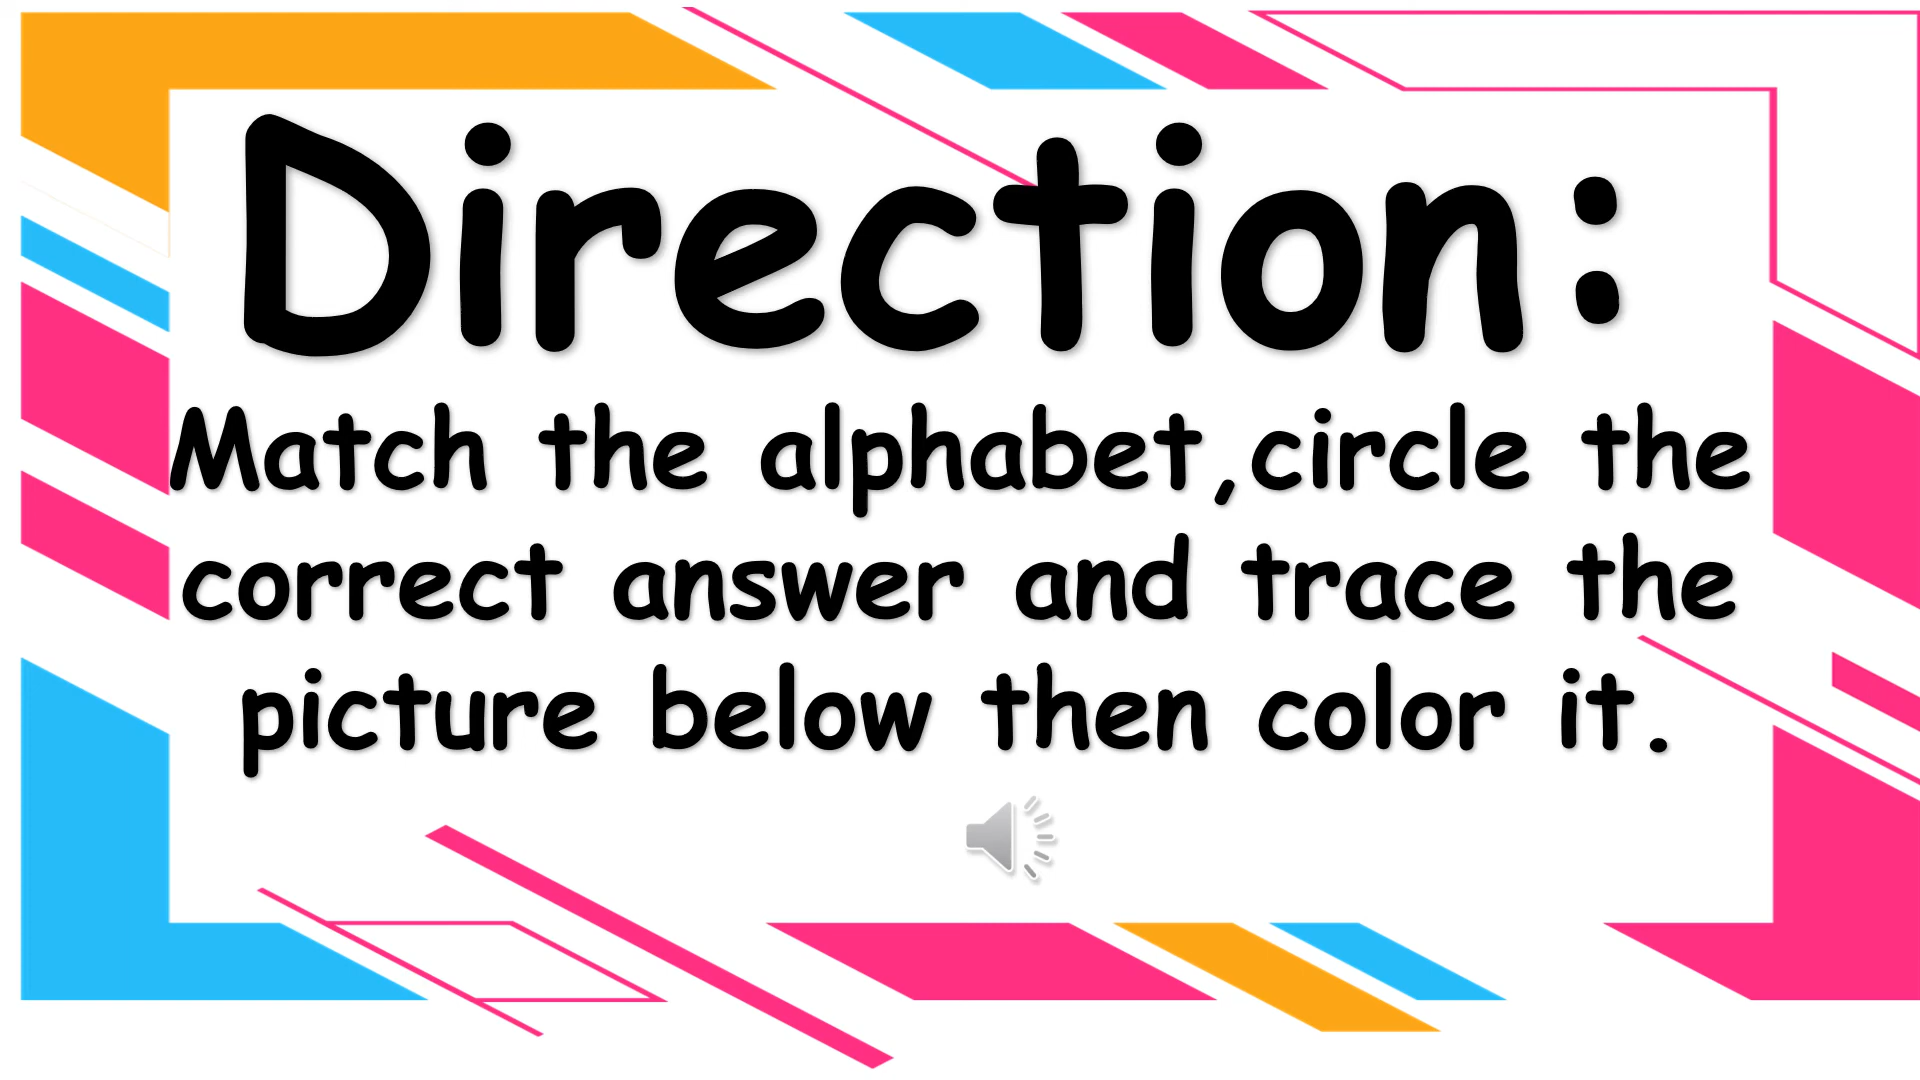 Direction:
Match the alphabet,circle the
correct answer and trace the
picture below then color it.